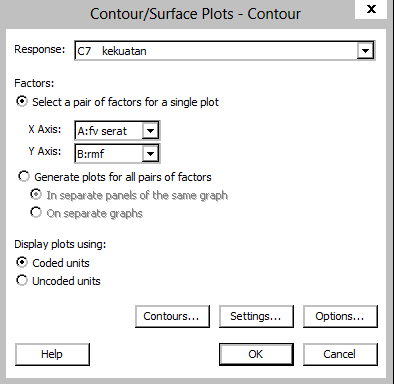 Contour/Surface Plots - Contour
x
Response: C7 kekuatan
Factors:
Select a pair of factors for a single plot
X Axis: A:fv serat
Y Axis: B:rmf
Generate plots for all pairs of factors
In separate panels of the same graph
On separate graphs
Display plots using:
Coded units
Uncoded units
Contours... Settings... Options...
Help OK Cancel